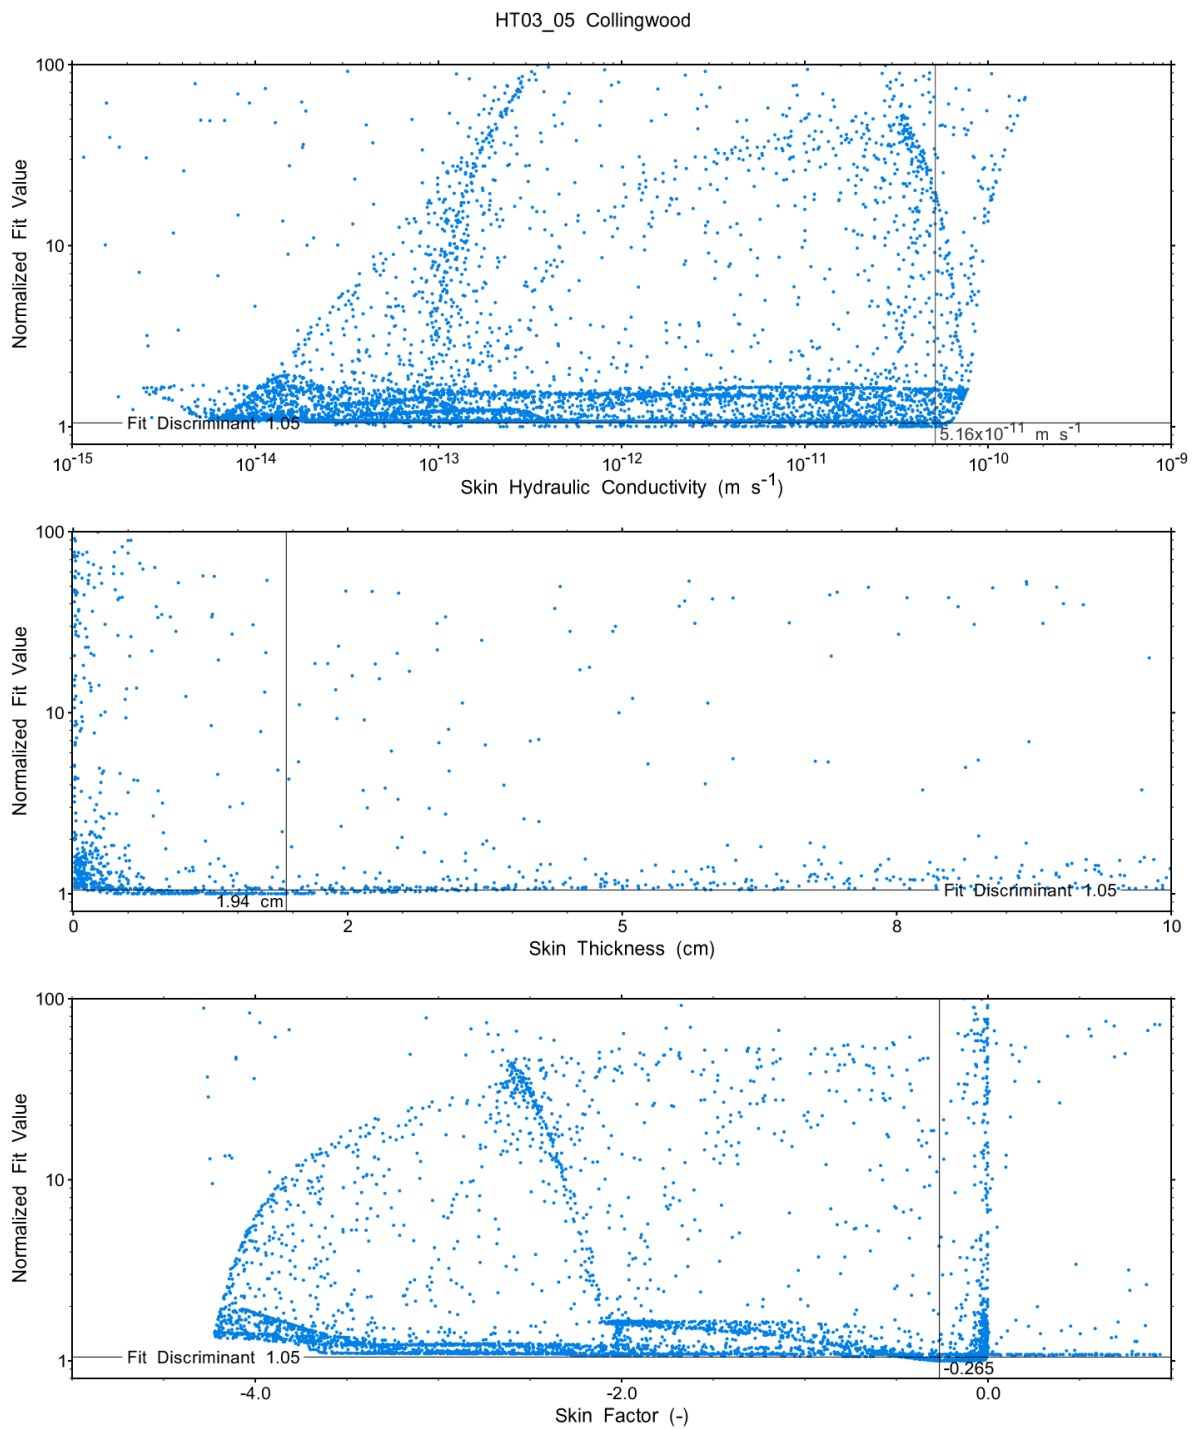 HT03_05 Collingwood
100
10
1
Normalized Fit Value
Fit Discriminant 1.05
5.16x10⁻¹¹ m s⁻¹
10⁻¹⁵ 10⁻¹⁴ 10⁻¹³ 10⁻¹² 10⁻¹¹ 10⁻¹⁰ 10⁻⁹
Skin Hydraulic Conductivity (m s⁻¹)
100
10
1
Normalized Fit Value
Fit Discriminant 1.05
1.94 cm
0 2 5 8 10
Skin Thickness (cm)
100
10
1
Normalized Fit Value
Fit Discriminant 1.05
-0.265
-4.0 -2.0 0.0
Skin Factor (-)